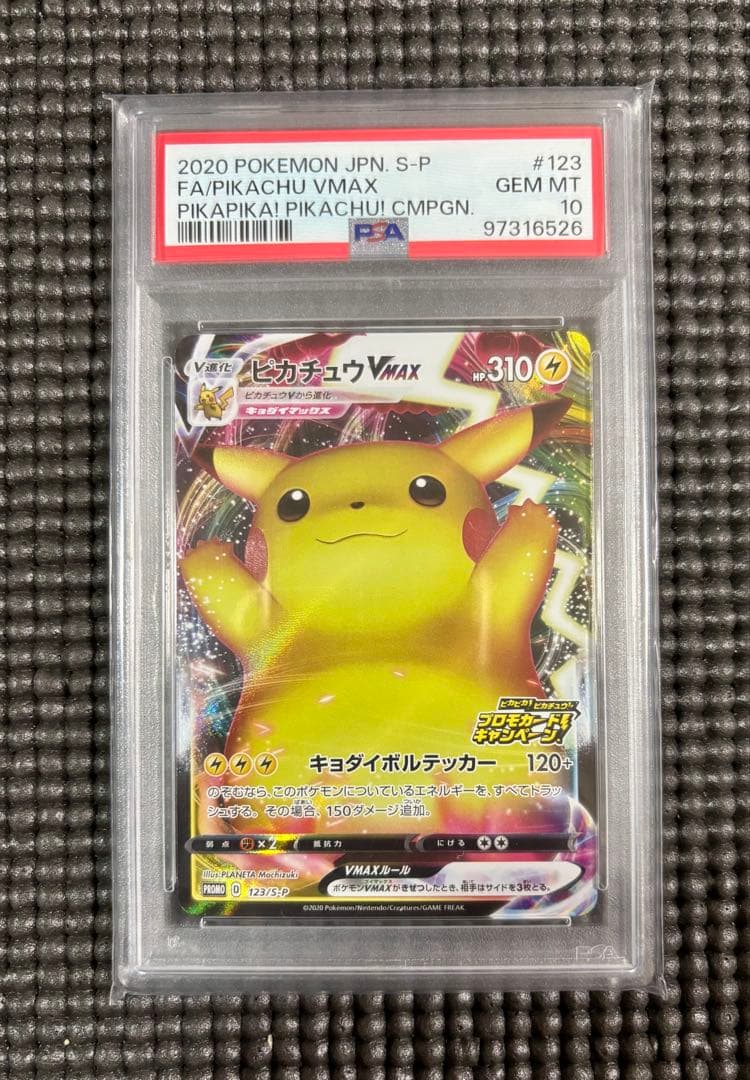 2020 POKEMON JPN. S-P #123
FA/PIKACHU VMAX GEM MT
PIKAPIKA! PIKACHU! CMPGN. 10
PSA 97316526
V進化 ピカチュウVMAX HP310
ピカチュウVから進化
キョダイマックス
ピカピカ! ピカチュウ!
プロモカード
キャンペーン!
キョダイボルテッカー 120+
のぞむなら、このポケモンについているエネルギーを、すべてトラッ
シュする。その場合、150ダメージ追加。
弱点 ×2 抵抗力 にげる
Illus. PLANETA Mochizuki
VMAXルール
PROMO D 123/S-P ポケモンVMAXがきぜつしたとき、相手はサイドを3枚とる。
©2020 Pokémon/Nintendo/Creatures/GAME FREAK.
PSA